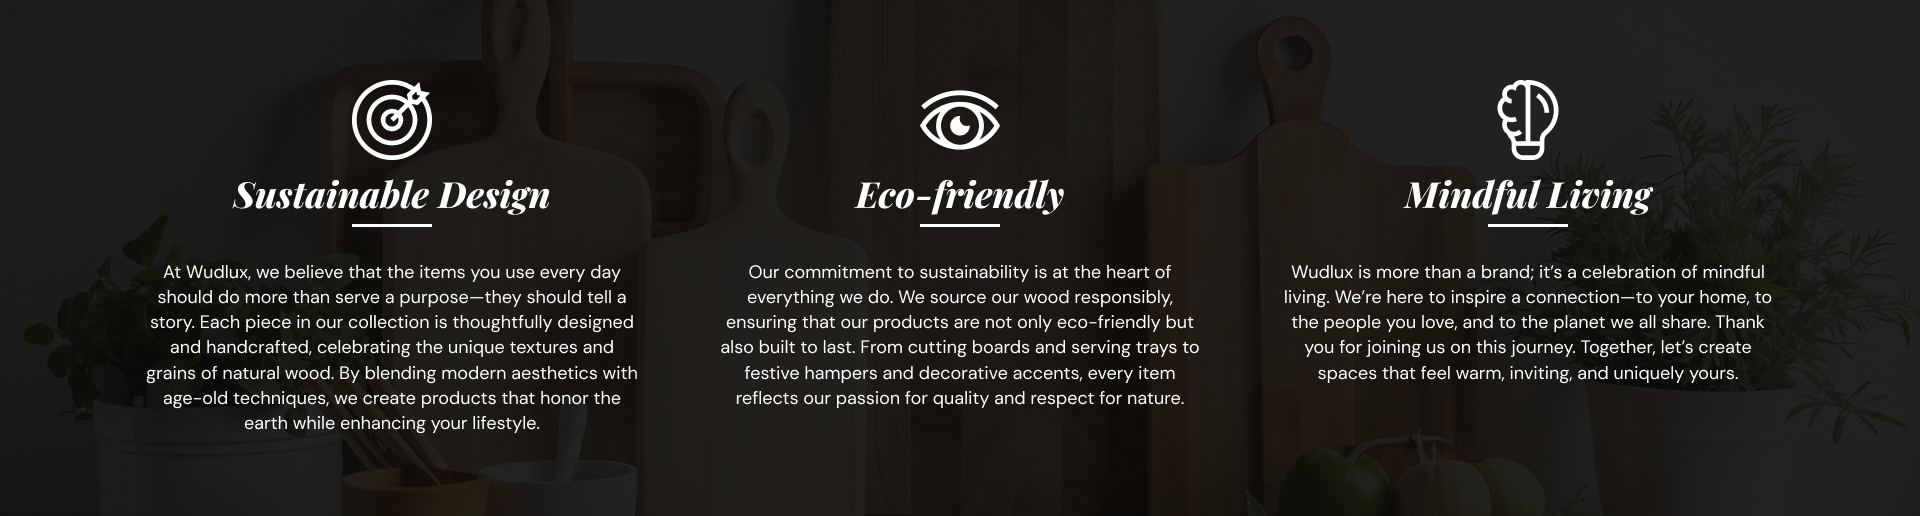 Sustainable Design
At Wudlux, we believe that the items you use every day
should do more than serve a purpose—they should tell a
story. Each piece in our collection is thoughtfully designed
and handcrafted, celebrating the unique textures and
grains of natural wood. By blending modern aesthetics with
age-old techniques, we create products that honor the
earth while enhancing your lifestyle.
Eco-friendly
Our commitment to sustainability is at the heart of
everything we do. We source our wood responsibly,
ensuring that our products are not only eco-friendly but
also built to last. From cutting boards and serving trays to
festive hampers and decorative accents, every item
reflects our passion for quality and respect for nature.
Mindful Living
Wudlux is more than a brand; it’s a celebration of mindful
living. We’re here to inspire a connection—to your home, to
the people you love, and to the planet we all share. Thank
you for joining us on this journey. Together, let’s create
spaces that feel warm, inviting, and uniquely yours.